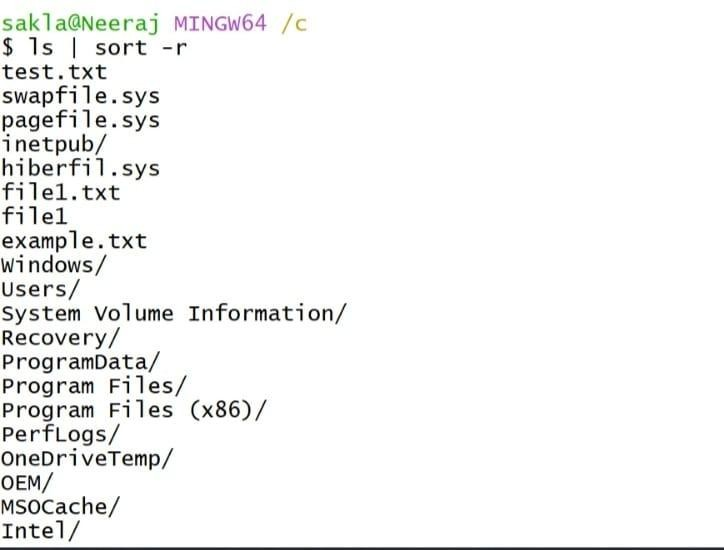 sakla@Neeraj MINGW64 /c
$ ls | sort -r
test.txt
swapfile.sys
pagefile.sys
inetpub/
hiberfil.sys
file1.txt
file1
example.txt
Windows/
Users/
System Volume Information/
Recovery/
ProgramData/
Program Files/
Program Files (x86)/
PerfLogs/
OneDriveTemp/
OEM/
MSOCache/
Intel/